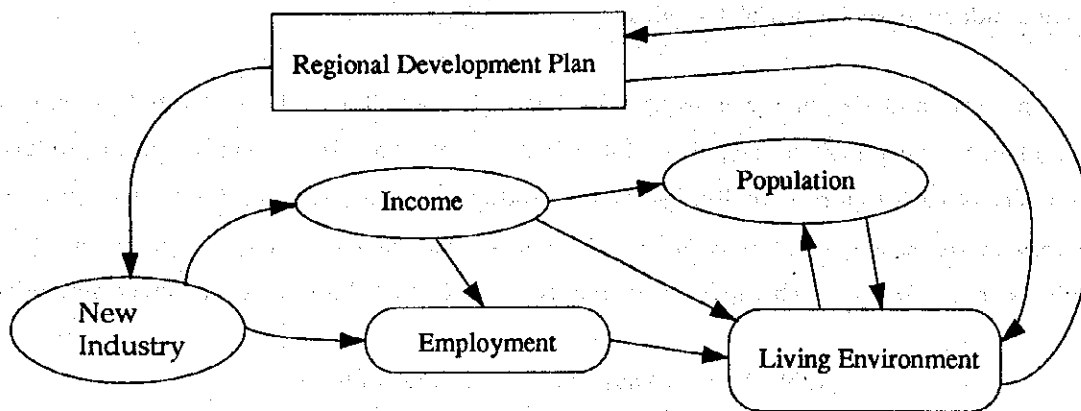 Regional Development Plan
Income
Population
New
Industry
Employment
Living Environment